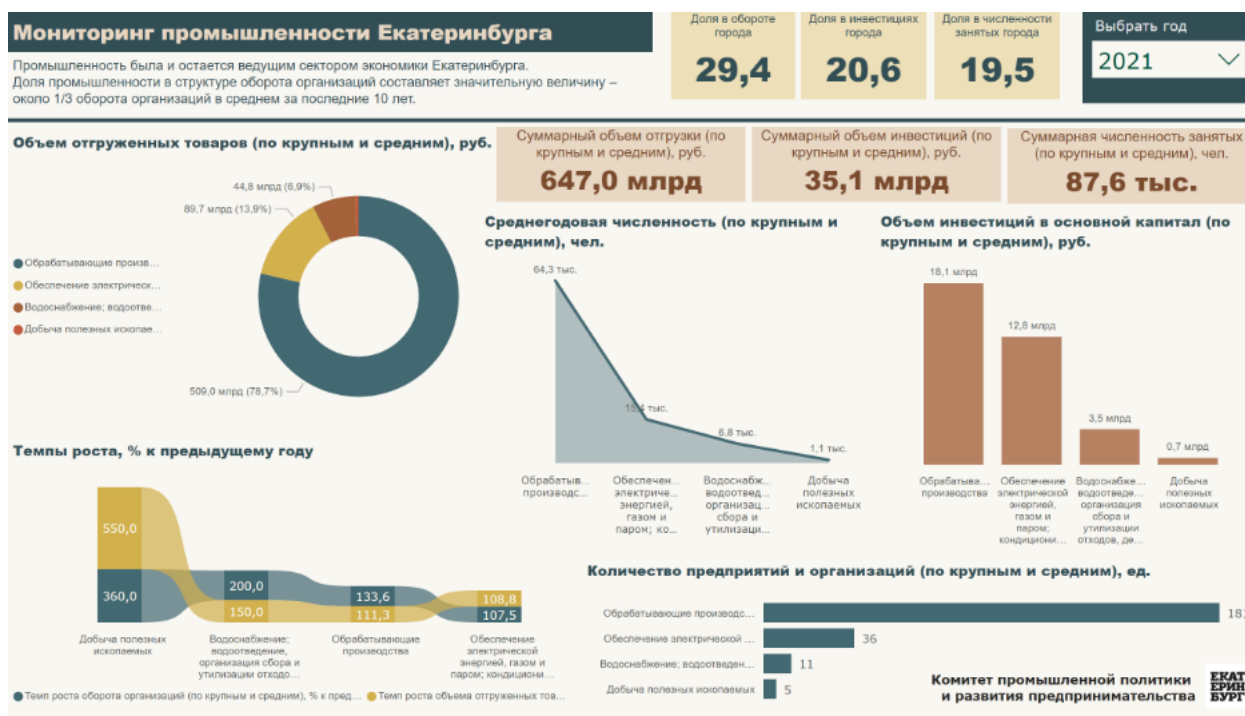 Мониторинг промышленности Екатеринбурга
Промышленность была и остается ведущим сектором экономики Екатеринбурга.
Доля промышленности в структуре оборота организаций составляет значительную величину –
около 1/3 оборота организаций в среднем за последние 10 лет.
Доля в обороте
города
29,4
Доля в инвестициях
города
20,6
Доля в численности
занятых города
19,5
Выбрать год
2021
Объем отгруженных товаров (по крупным и средним), руб.
Суммарный объем отгрузки (по
крупным и средним), руб.
647,0 млрд
Суммарный объем инвестиций (по
крупным и средним), руб.
35,1 млрд
Суммарная численность занятых
(по крупным и средним), чел.
87,6 тыс.
44,8 млрд (6,9%)
89,7 млрд (13,9%)
509,0 млрд (78,7%)
Обрабатывающие произв...
Обеспечение электрическ...
Водоснабжение; водоотве...
Добыча полезных ископае...
Среднегодовая численность (по крупным и
средним), чел.
64,3 тыс.
15,4 тыс.
6,8 тыс.
1,1 тыс.
Обрабатыв...
производс...
Обеспечен...
электриче...
энергией,
газом и
паром; ко...
Водоснабж...
водоотвед...
организац...
сбора и
утилизаци...
Добыча
полезных
ископаемых
Объем инвестиций в основной капитал (по
крупным и средним), руб.
18,1 млрд
12,8 млрд
3,5 млрд
0,7 млрд
Обрабатыва...
производства
Обеспечение
электрической
энергией,
газом и
паром;
кондициони...
Водоснабже...
водоотведе...
организация
сбора и
утилизации
отходов, де...
Добыча
полезных
ископаемых
Темпы роста, % к предыдущему году
550,0
360,0
200,0
150,0
133,6
111,3
108,8
107,5
Добыча полезных
ископаемых
Водоснабжение;
водоотведение,
организация сбора и
утилизации отходо...
Обрабатывающие
производства
Обеспечение
электрической
энергией, газом и
паром; кондициони...
Темп роста оборота организаций (по крупным и средним), % к пред...
Темп роста объема отгруженных тов...
Количество предприятий и организаций (по крупным и средним), ед.
Обрабатывающие производс...
181
Обеспечение электрической ...
36
Водоснабжение; водоотведен...
11
Добыча полезных ископаемых
5
Комитет промышленной политики
и развития предпринимательства
ЕКАТ
ЕРИН
БУРГ